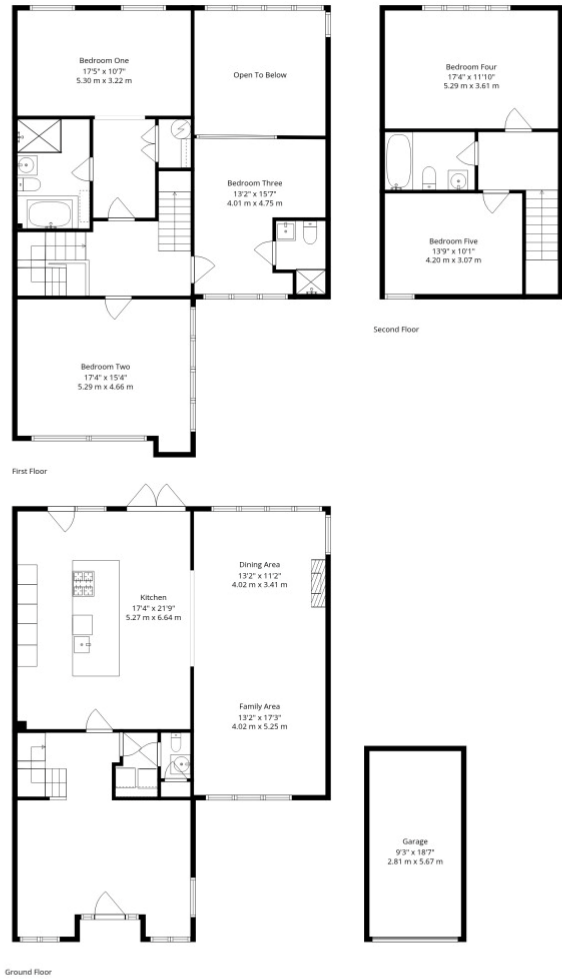 Bedroom One
17'5" x 10'7"
5.30 m x 3.22 m
Open To Below
Bedroom Three
13'2" x 15'7"
4.01 m x 4.75 m
Bedroom Two
17'4" x 15'4"
5.29 m x 4.66 m
First Floor
Bedroom Four
17'4" x 11'10"
5.29 m x 3.61 m
Bedroom Five
13'9" x 10'1"
4.20 m x 3.07 m
Second Floor
Kitchen
17'4" x 21'9"
5.27 m x 6.64 m
Dining Area
13'2" x 11'2"
4.02 m x 3.41 m
Family Area
13'2" x 17'3"
4.02 m x 5.25 m
Garage
9'3" x 18'7"
2.81 m x 5.67 m
Ground Floor